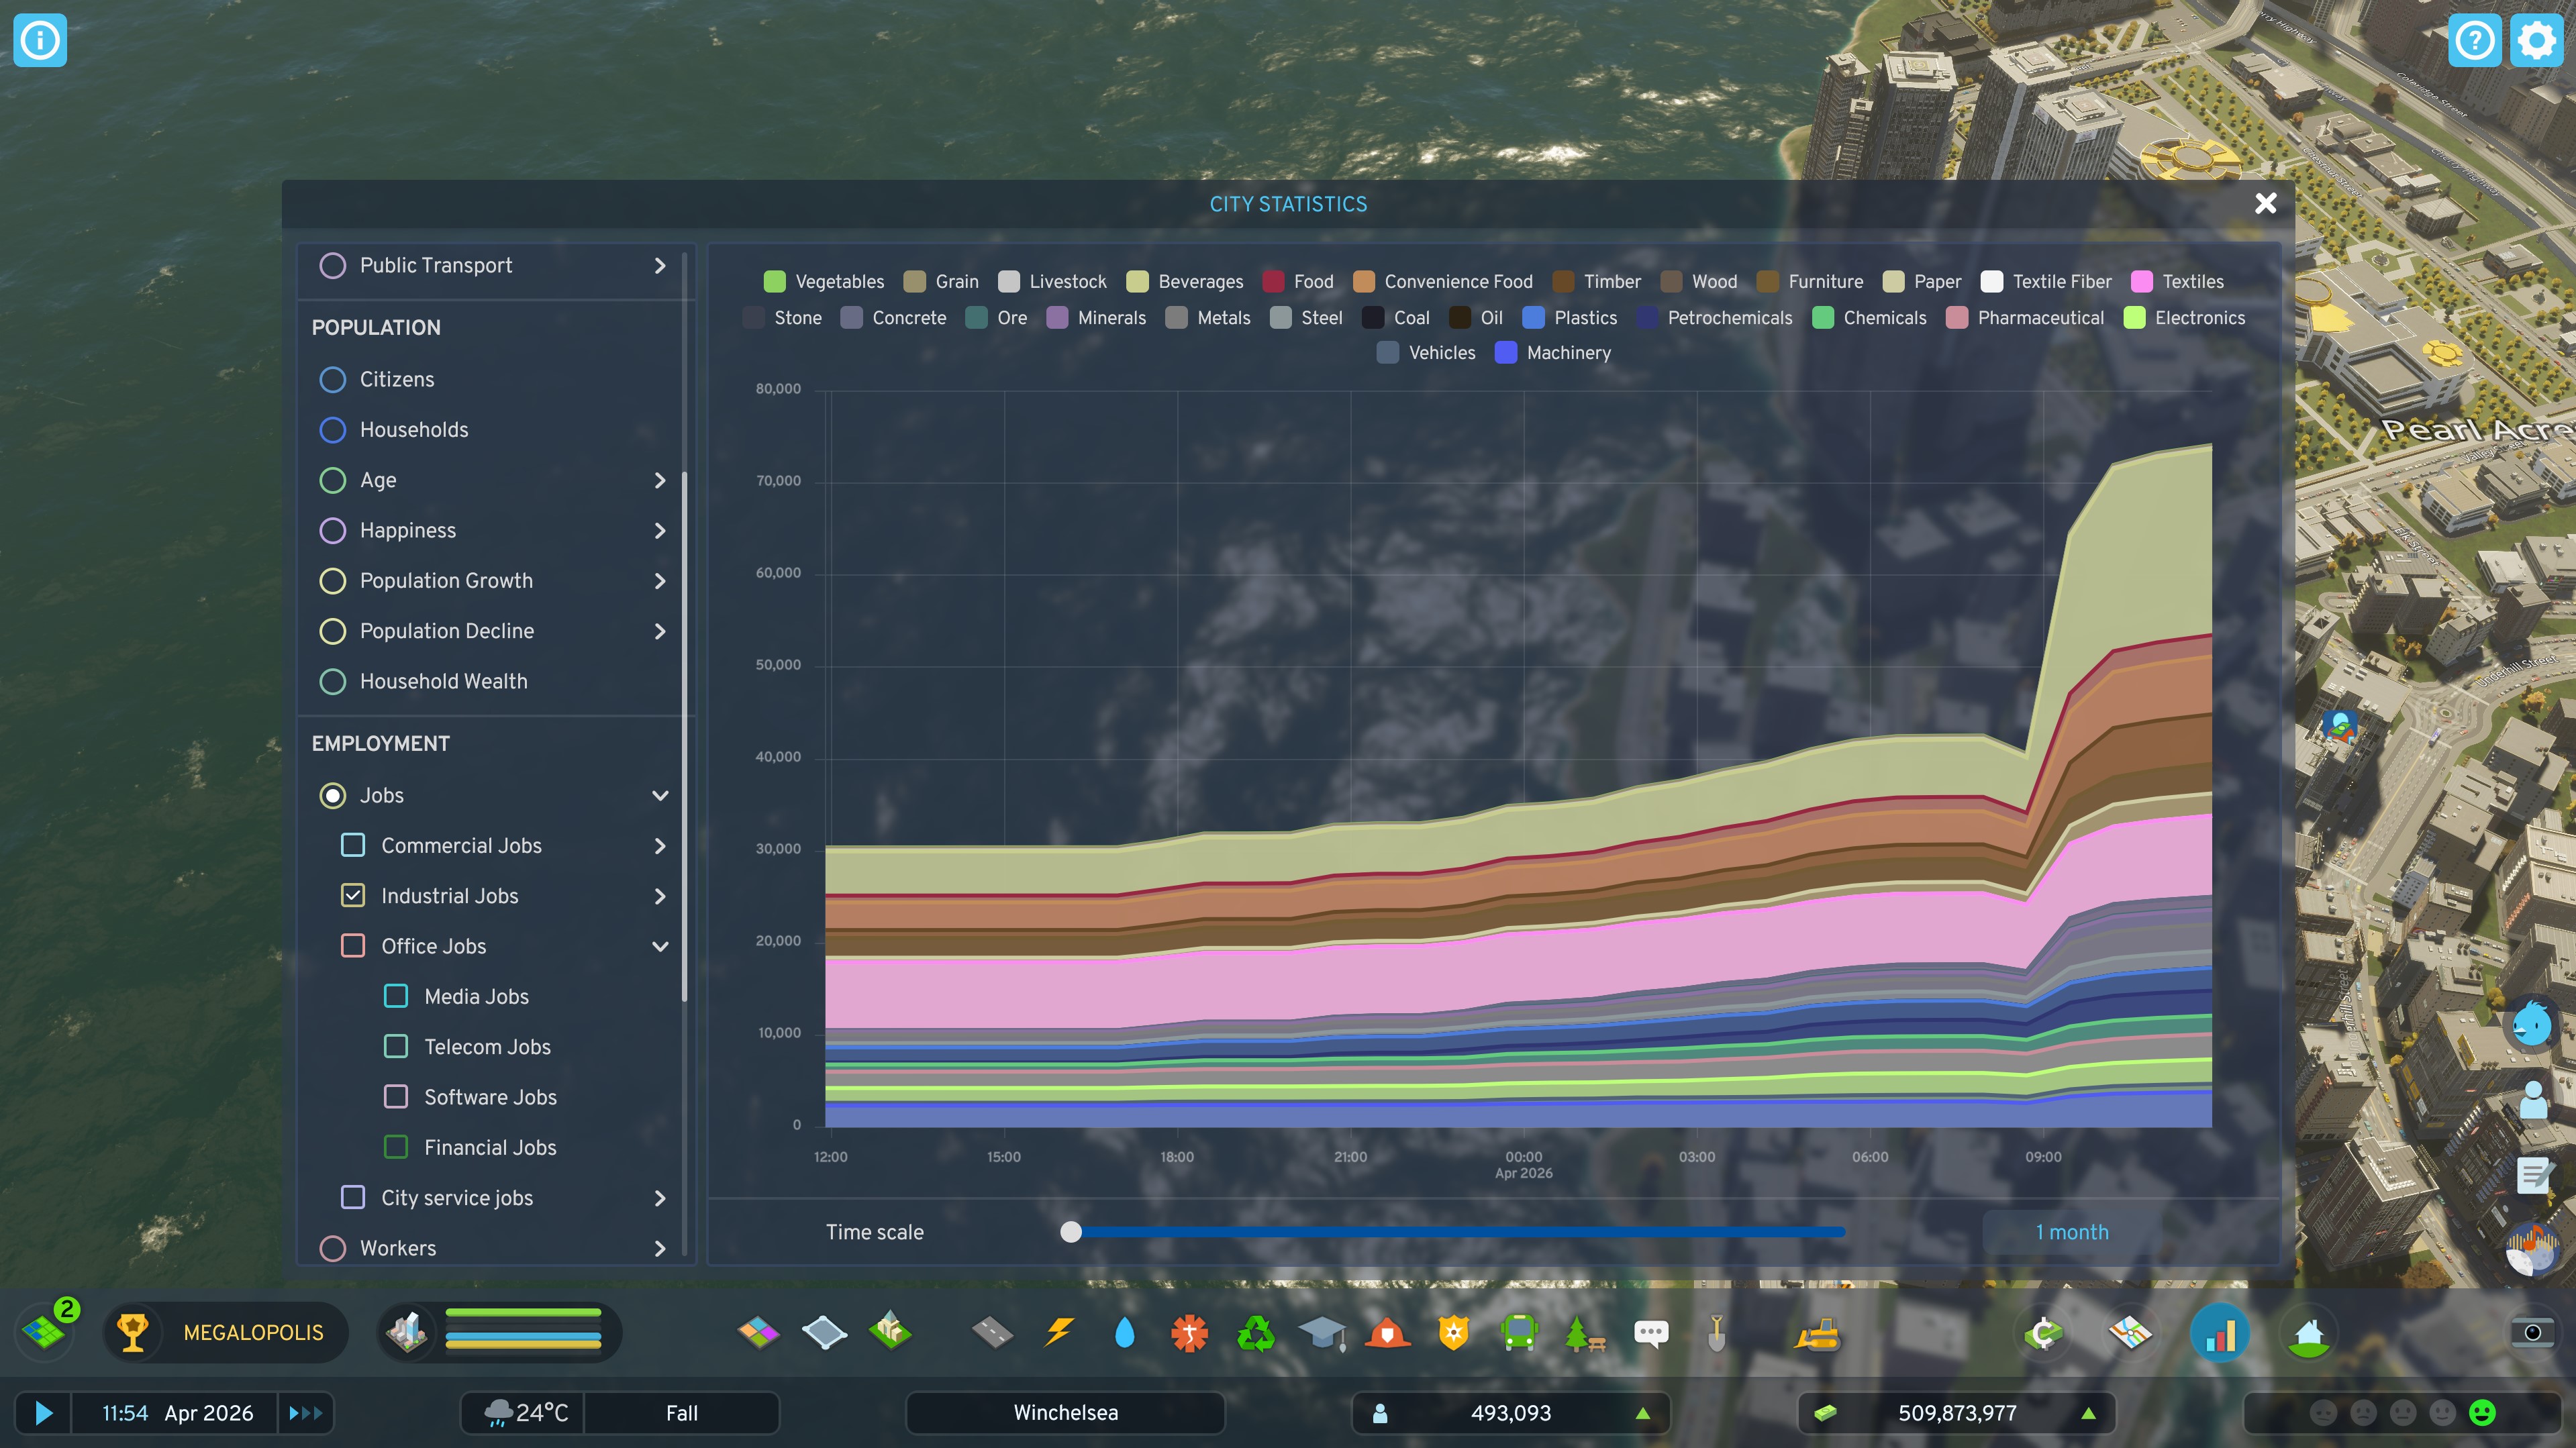 CITY STATISTICS
Public Transport
POPULATION
Citizens
Households
Age
Happiness
Population Growth
Population Decline
Household Wealth
EMPLOYMENT
Jobs
Commercial Jobs
Industrial Jobs
Office Jobs
Media Jobs
Telecom Jobs
Software Jobs
Financial Jobs
City service jobs
Workers
Vegetables Grain Livestock Beverages Food Convenience Food Timber Wood Furniture Paper Textile Fiber Textiles
Stone Concrete Ore Minerals Metals Steel Coal Oil Plastics Petrochemicals Chemicals Pharmaceutical Electronics
Vehicles Machinery
80,000
70,000
60,000
50,000
40,000
30,000
20,000
10,000
0
12:00 15:00 18:00 21:00 00:00 03:00 06:00 09:00
Apr 2026
Time scale 1 month
Pearl Acre
Coleridge Street
Cherry Highway
Underhill Street
2
MEGALOPOLIS
11:54 Apr 2026
24°C Fall
Winchelsea
493,093
509,873,977